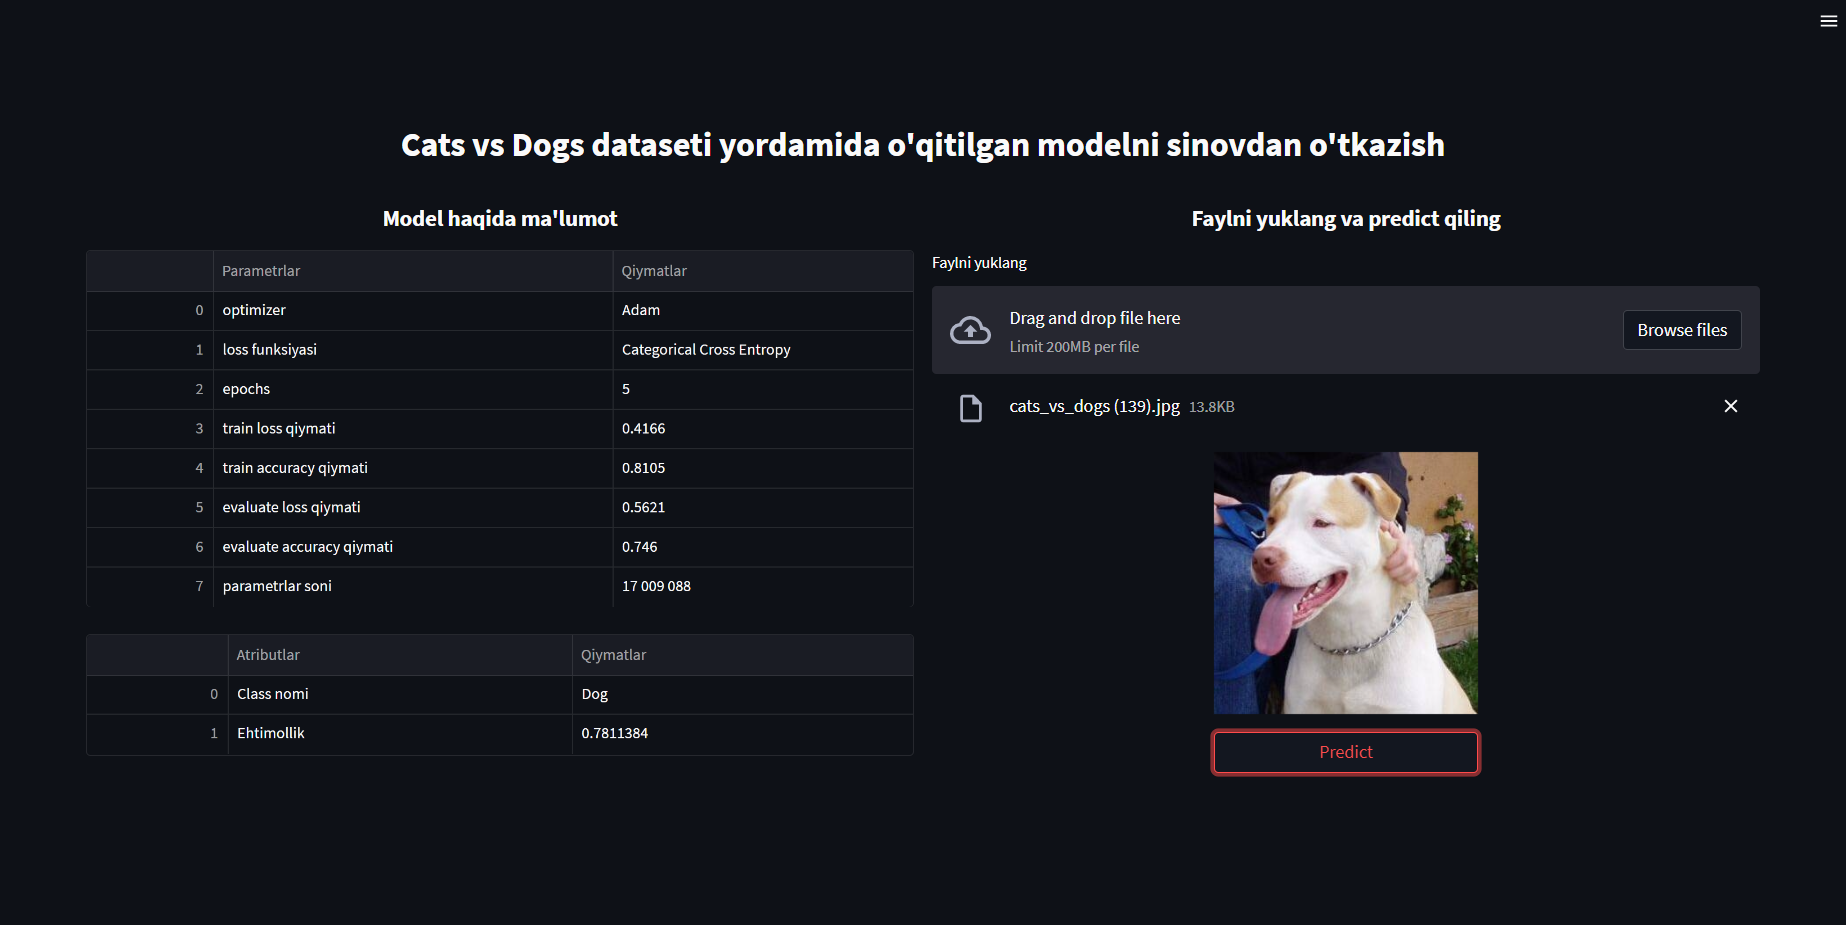 Cats vs Dogs dataseti yordamida o'qitilgan modelni sinovdan o'tkazish
Model haqida ma'lumot
Parametrlar Qiymatlar
0 optimizer Adam
1 loss funksiyasi Categorical Cross Entropy
2 epochs 5
3 train loss qiymati 0.4166
4 train accuracy qiymati 0.8105
5 evaluate loss qiymati 0.5621
6 evaluate accuracy qiymati 0.746
7 parametrlar soni 17 009 088
Atributlar Qiymatlar
0 Class nomi Dog
1 Ehtimollik 0.7811384
Faylni yuklang va predict qiling
Faylni yuklang
Drag and drop file here
Limit 200MB per file
Browse files
cats_vs_dogs (139).jpg 13.8KB
Predict